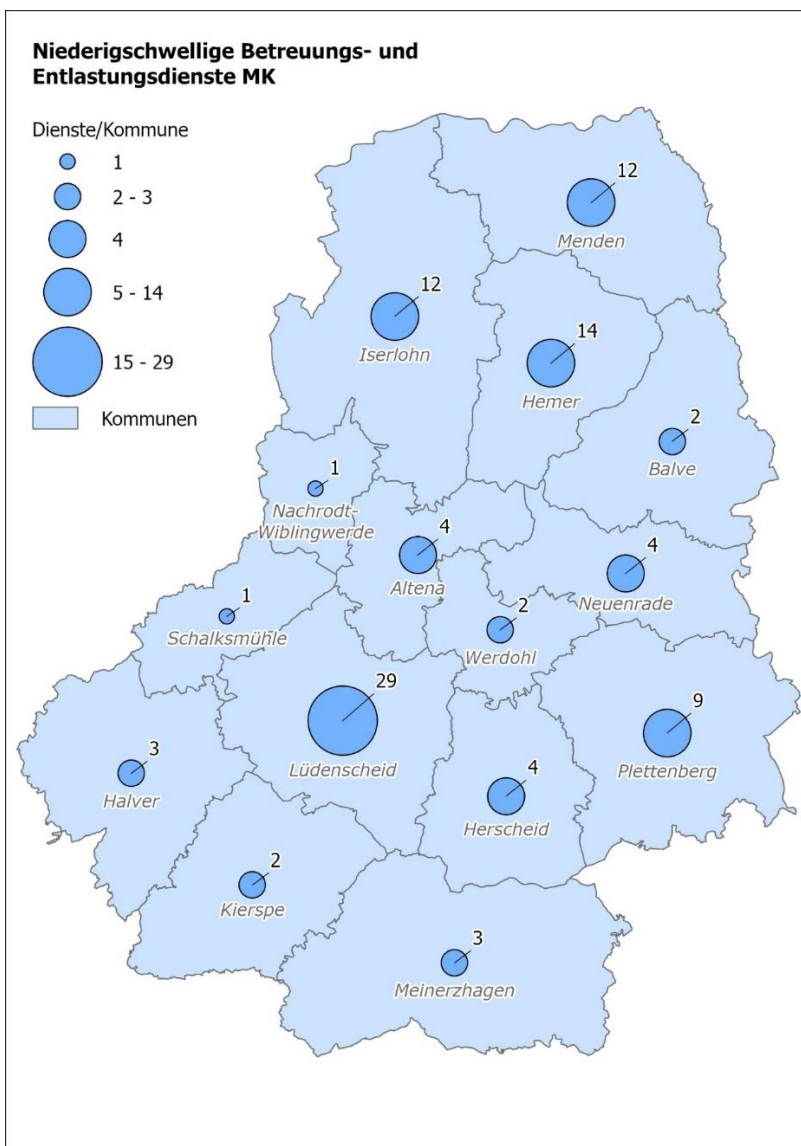 Niederigschwellige Betreuungs- und
Entlastungsdienste MK
Dienste/Kommune
1
2 - 3
4
5 - 14
15 - 29
Kommunen
12
Menden
12
Iserlohn
14
Hemer
2
Balve
1
Nachrodt-
Wiblingwerde
4
Altena
4
Neuenrade
1
Schalksmühle
2
Werdohl
29
Lüdenscheid
9
Plettenberg
3
Halver
4
Herscheid
2
Kierspe
3
Meinerzhagen